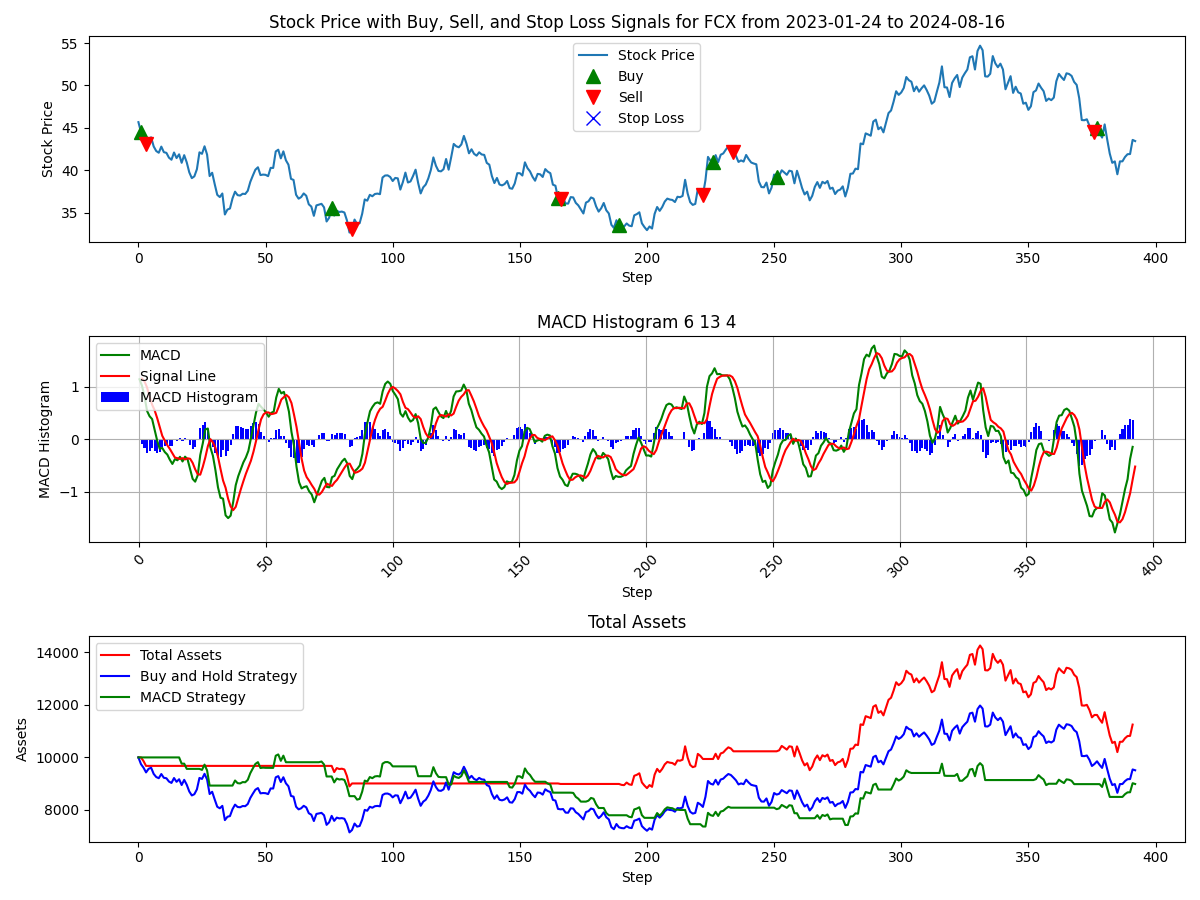 Stock Price with Buy, Sell, and Stop Loss Signals for FCX from 2023-01-24 to 2024-08-16
Stock Price
55
50
45
40
35
Stock Price
Buy
Sell
Stop Loss
0 50 100 150 200 250 300 350 400
Step
MACD Histogram 6 13 4
MACD Histogram
1
0
−1
MACD
Signal Line
MACD Histogram
0 50 100 150 200 250 300 350 400
Step
Total Assets
Assets
14000
12000
10000
8000
Total Assets
Buy and Hold Strategy
MACD Strategy
0 50 100 150 200 250 300 350 400
Step